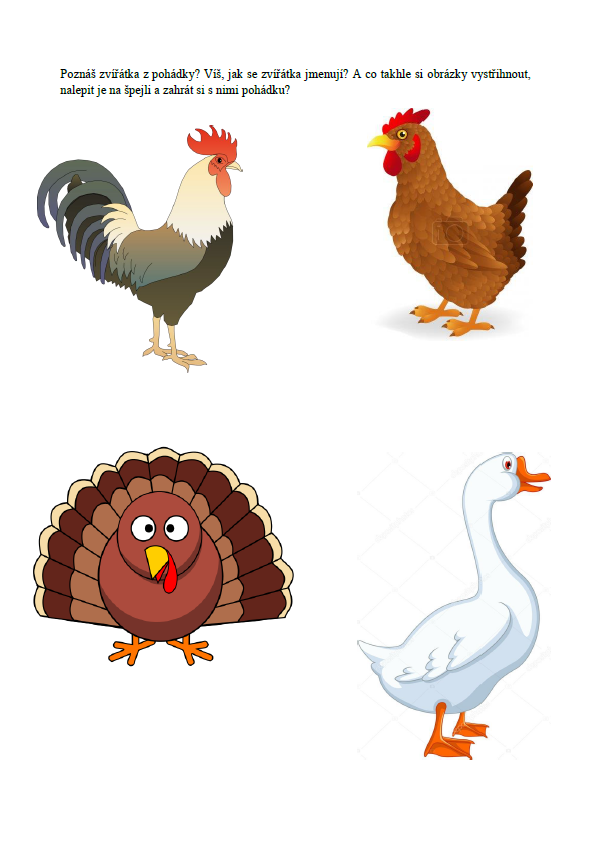 Poznáš zvířátka z pohádky? Víš, jak se zvířátka jmenují? A co takhle si obrázky vystřihnout,
nalepit je na špejli a zahrát si s nimi pohádku?